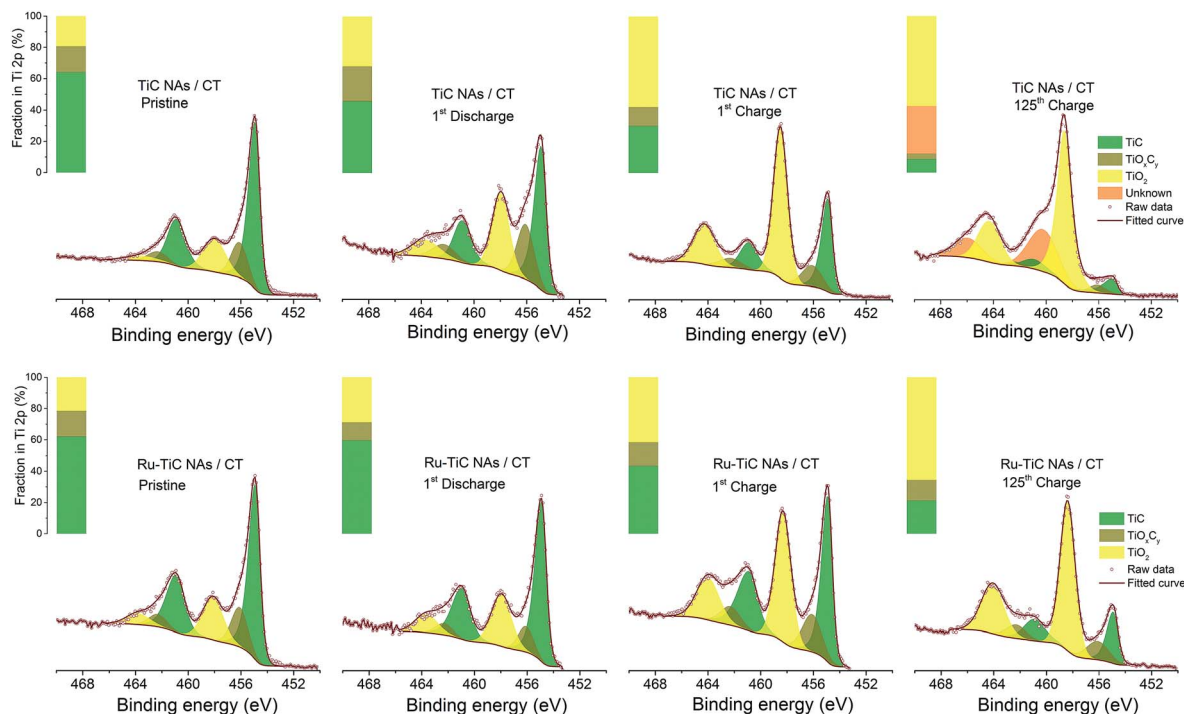 Fraction in Ti 2p (%)
100
80
60
40
20
0
TiC NAs / CT
Pristine
468 464 460 456 452
Binding energy (eV)
TiC NAs / CT
1st Discharge
468 464 460 456 452
Binding energy (eV)
TiC NAs / CT
1st Charge
468 464 460 456 452
Binding energy (eV)
TiC NAs / CT
125th Charge
TiC
TiOxCy
TiO2
Unknown
Raw data
Fitted curve
468 464 460 456 452
Binding energy (eV)
Fraction in Ti 2p (%)
100
80
60
40
20
0
Ru-TiC NAs / CT
Pristine
468 464 460 456 452
Binding energy (eV)
Ru-TiC NAs / CT
1st Discharge
468 464 460 456 452
Binding energy (eV)
Ru-TiC NAs / CT
1st Charge
468 464 460 456 452
Binding energy (eV)
Ru-TiC NAs / CT
125th Charge
TiC
TiOxCy
TiO2
Raw data
Fitted curve
468 464 460 456 452
Binding energy (eV)